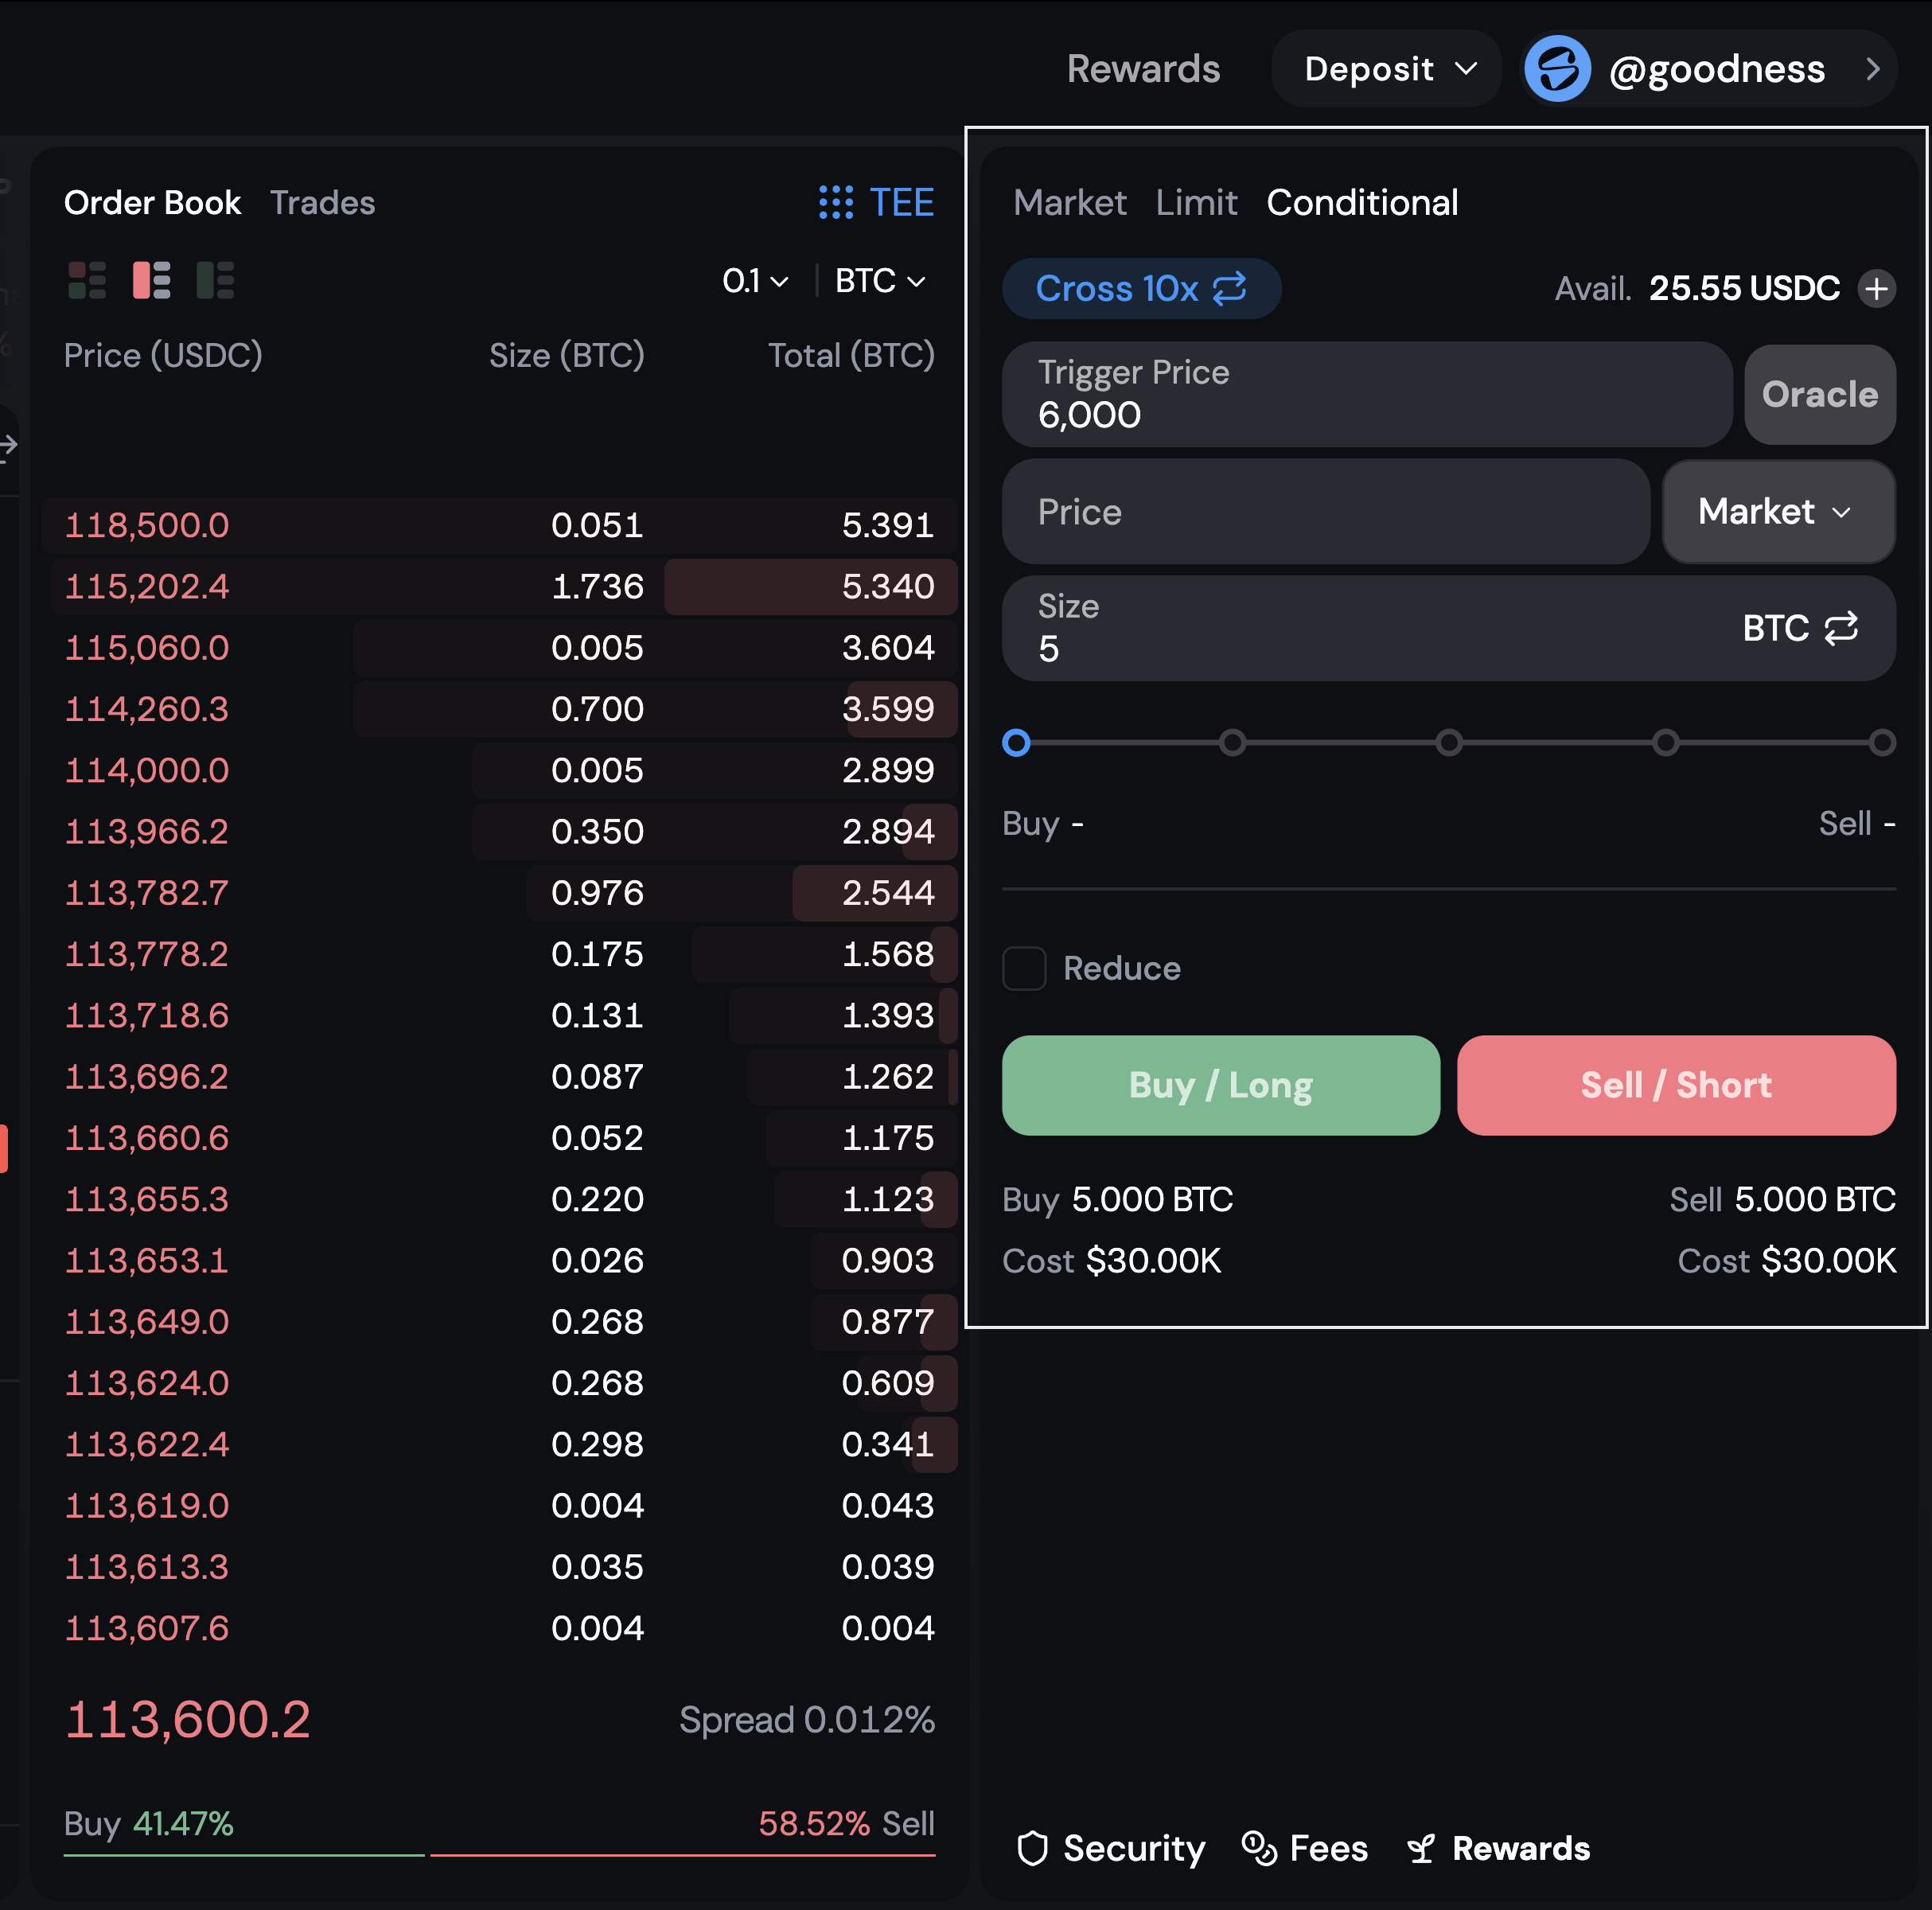 Rewards Deposit @goodness
Order Book Trades TEE
0.1 BTC
Price (USDC) Size (BTC) Total (BTC)
118,500.0 0.051 5.391
115,202.4 1.736 5.340
115,060.0 0.005 3.604
114,260.3 0.700 3.599
114,000.0 0.005 2.899
113,966.2 0.350 2.894
113,782.7 0.976 2.544
113,778.2 0.175 1.568
113,718.6 0.131 1.393
113,696.2 0.087 1.262
113,660.6 0.052 1.175
113,655.3 0.220 1.123
113,653.1 0.026 0.903
113,649.0 0.268 0.877
113,624.0 0.268 0.609
113,622.4 0.298 0.341
113,619.0 0.004 0.043
113,613.3 0.035 0.039
113,607.6 0.004 0.004
113,600.2 Spread 0.012%
Buy 41.47% 58.52% Sell
Market Limit Conditional
Cross 10x Avail. 25.55 USDC
Trigger Price
6,000
Oracle
Price Market
Size
5
BTC
Buy - Sell -
Reduce
Buy / Long Sell / Short
Buy 5.000 BTC Sell 5.000 BTC
Cost $30.00K Cost $30.00K
Security Fees Rewards